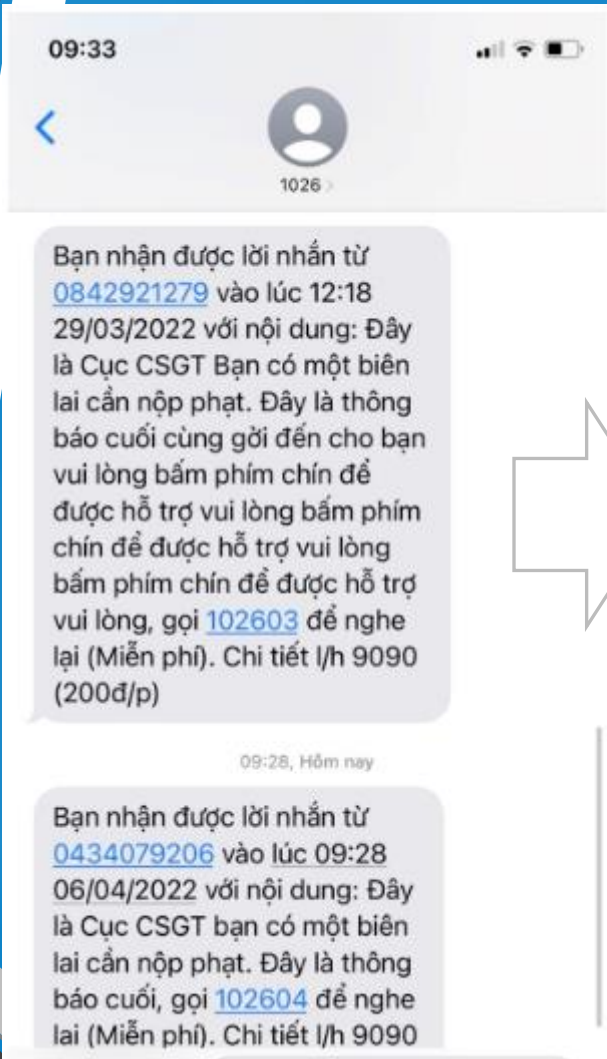 09:33
1026
Bạn nhận được lời nhắn từ
0842921279 vào lúc 12:18
29/03/2022 với nội dung: Đây
là Cục CSGT Bạn có một biên
lai cần nộp phạt. Đây là thông
báo cuối cùng gởi đến cho bạn
vui lòng bấm phím chín để
được hỗ trợ vui lòng bấm phím
chín để được hỗ trợ vui lòng
bấm phím chín để được hỗ trợ
vui lòng, gọi 102603 để nghe
lại (Miễn phí). Chi tiết l/h 9090
(200đ/p)
09:28, Hôm nay
Bạn nhận được lời nhắn từ
0434079206 vào lúc 09:28
06/04/2022 với nội dung: Đây
là Cục CSGT bạn có một biên
lai cần nộp phạt. Đây là thông
báo cuối, gọi 102604 để nghe
lại (Miễn phí). Chi tiết l/h 9090